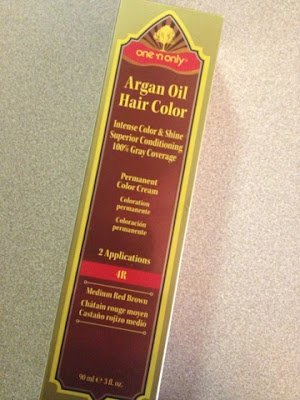 one 'n only
Argan Oil
Hair Color
Intense Color & Shine
Superior Conditioning
100% Gray Coverage
Permanent
Color Cream
Coloration
permanente
Coloración
permanente
2 Applications
4R
Medium Red Brown
Châtain rouge moyen
Castaño rojizo medio
90 ml e 3 fl. oz.